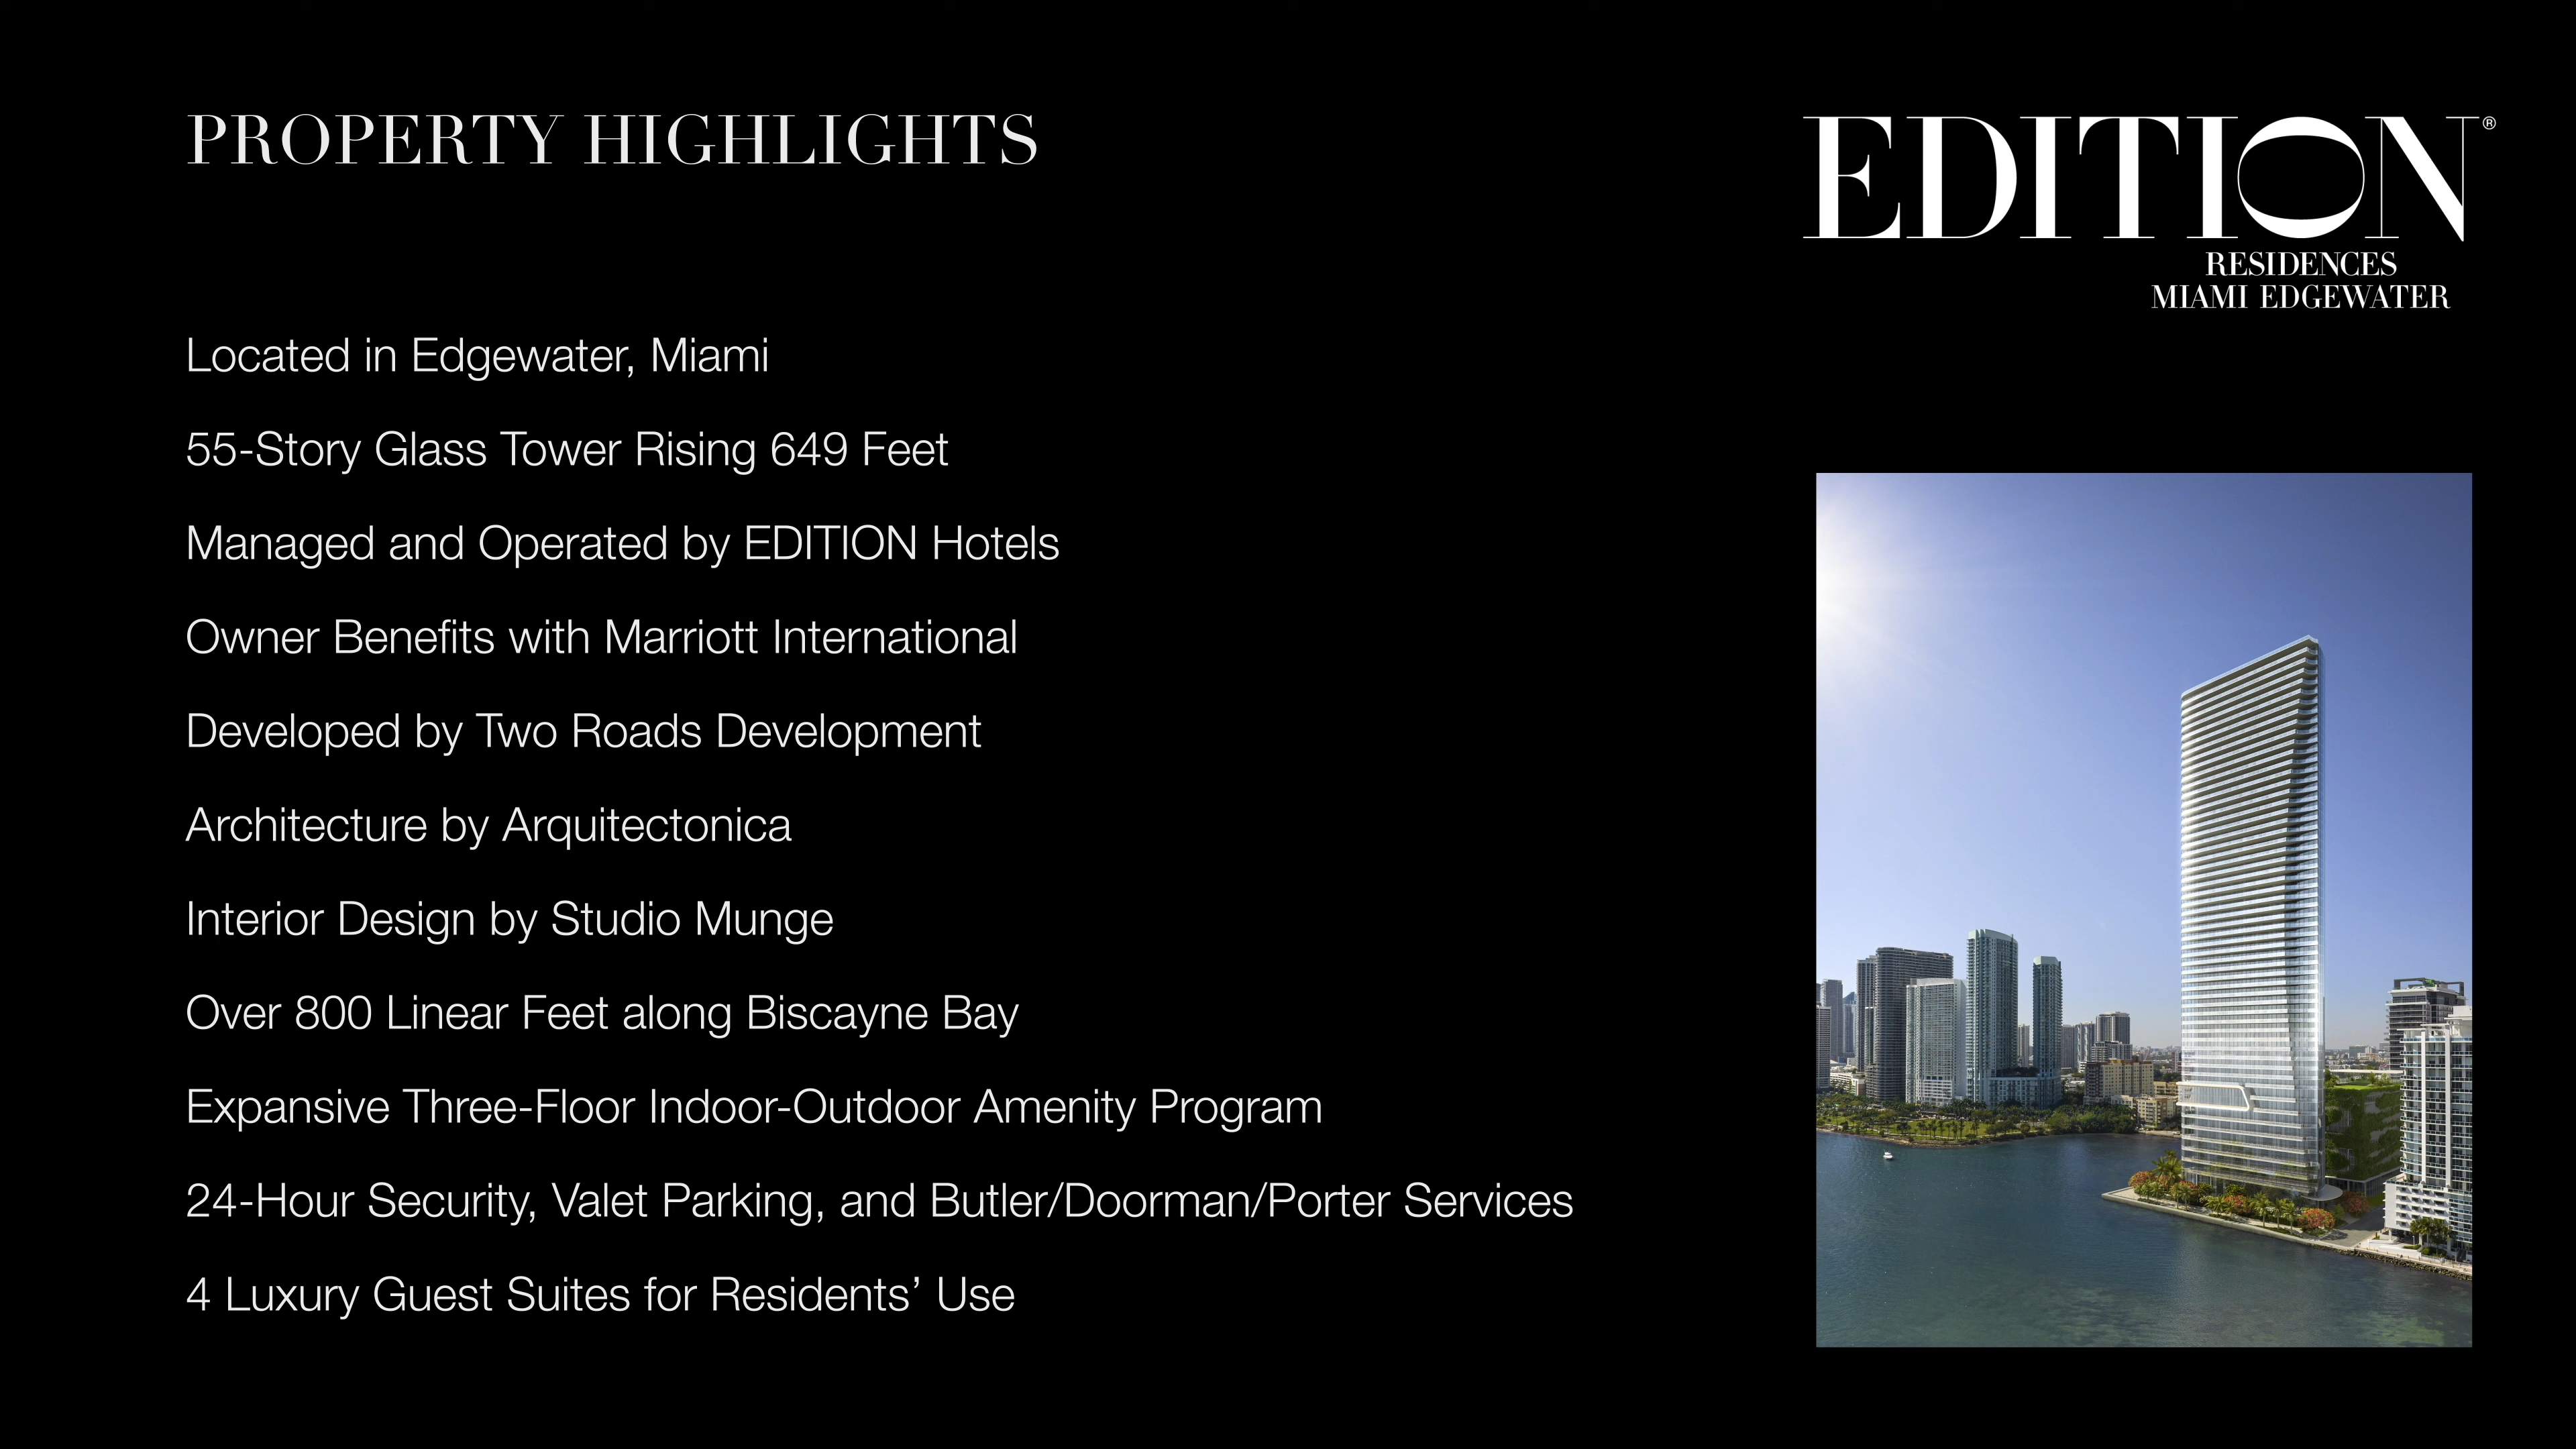 PROPERTY HIGHLIGHTS
EDITION®
RESIDENCES
MIAMI EDGEWATER
Located in Edgewater, Miami
55-Story Glass Tower Rising 649 Feet
Managed and Operated by EDITION Hotels
Owner Benefits with Marriott International
Developed by Two Roads Development
Architecture by Arquitectonica
Interior Design by Studio Munge
Over 800 Linear Feet along Biscayne Bay
Expansive Three-Floor Indoor-Outdoor Amenity Program
24-Hour Security, Valet Parking, and Butler/Doorman/Porter Services
4 Luxury Guest Suites for Residents’ Use